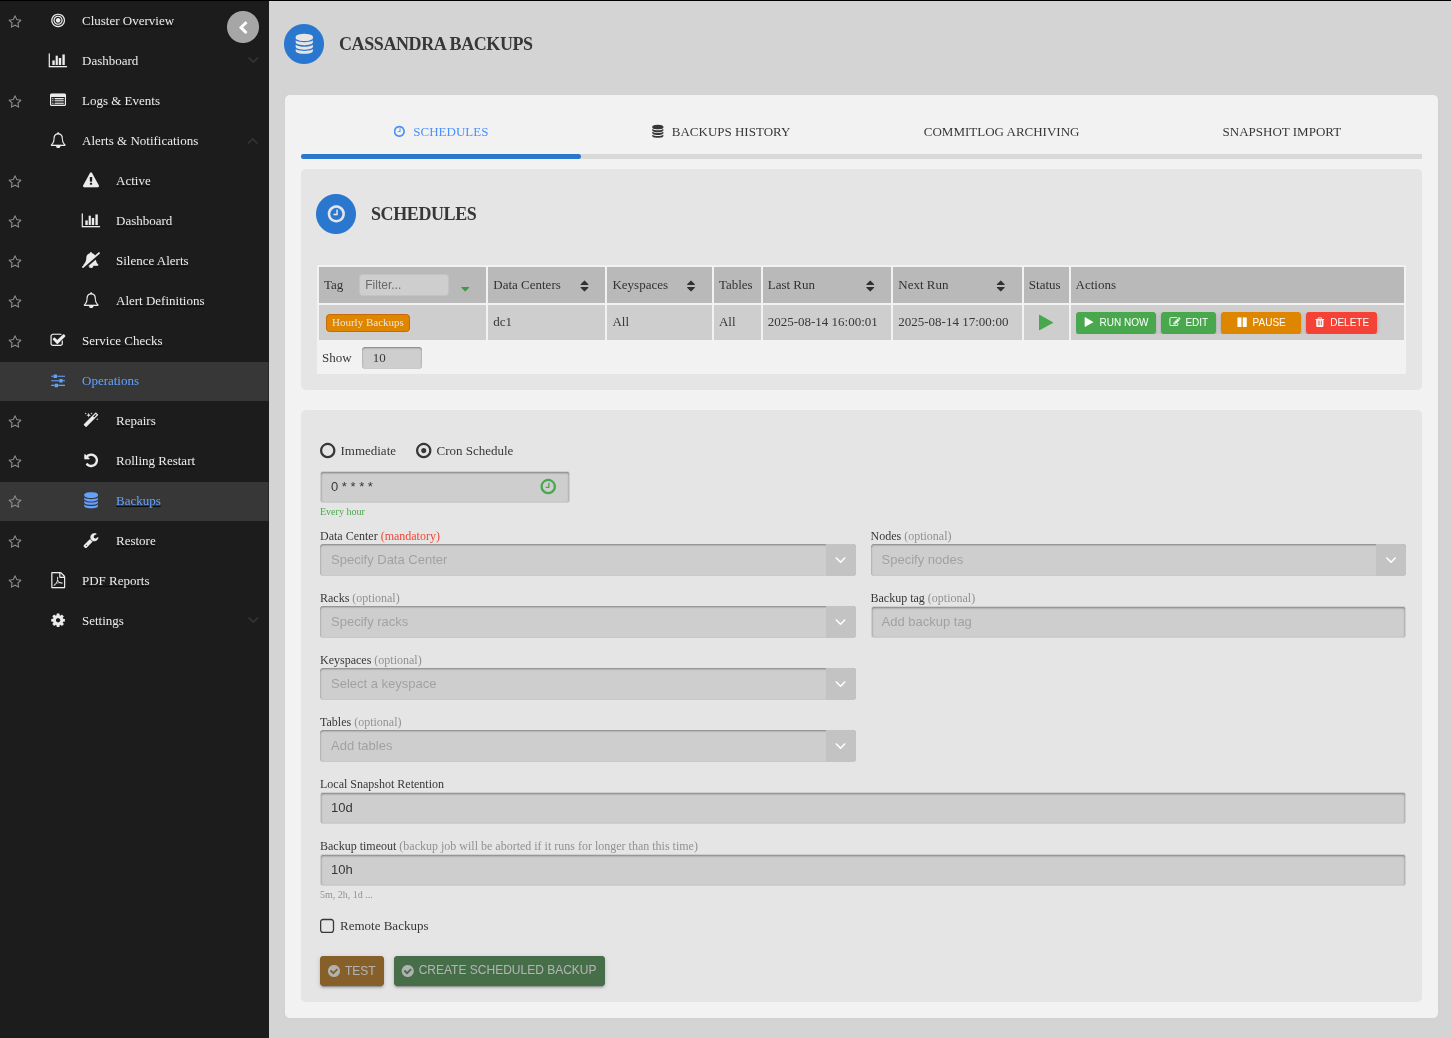 Cluster Overview
Dashboard
Logs & Events
Alerts & Notifications
Active
Dashboard
Silence Alerts
Alert Definitions
Service Checks
Operations
Repairs
Rolling Restart
Backups
Restore
PDF Reports
Settings
CASSANDRA BACKUPS
SCHEDULES BACKUPS HISTORY COMMITLOG ARCHIVING SNAPSHOT IMPORT
SCHEDULES
Tag Filter... Data Centers Keyspaces Tables Last Run Next Run Status Actions
Hourly Backups dc1 All All 2025-08-14 16:00:01 2025-08-14 17:00:00 RUN NOW EDIT PAUSE DELETE
Show 10
Immediate Cron Schedule
0 * * * *
Every hour
Data Center (mandatory) Nodes (optional)
Specify Data Center Specify nodes
Racks (optional) Backup tag (optional)
Specify racks Add backup tag
Keyspaces (optional)
Select a keyspace
Tables (optional)
Add tables
Local Snapshot Retention
10d
Backup timeout (backup job will be aborted if it runs for longer than this time)
10h
5m, 2h, 1d ...
Remote Backups
TEST CREATE SCHEDULED BACKUP